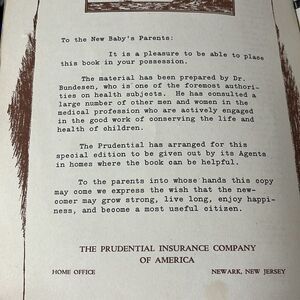 To the New Baby's Parents:
It is a pleasure to be able to place
this book in your possession.
The material has been prepared by Dr.
Bundesen, who is one of the foremost authori-
ties on health subjects. He has consulted a
large number of other men and women in the
medical profession who are actively engaged
in the good work of conserving the life and
health of children.
The Prudential has arranged for this
special edition to be given out by its Agents
in homes where the book can be helpful.
To the parents into whose hands this copy
may come we express the wish that the new-
comer may grow strong, live long, enjoy happi-
ness, and become a most useful citizen.
THE PRUDENTIAL INSURANCE COMPANY
OF AMERICA
HOME OFFICE NEWARK, NEW JERSEY